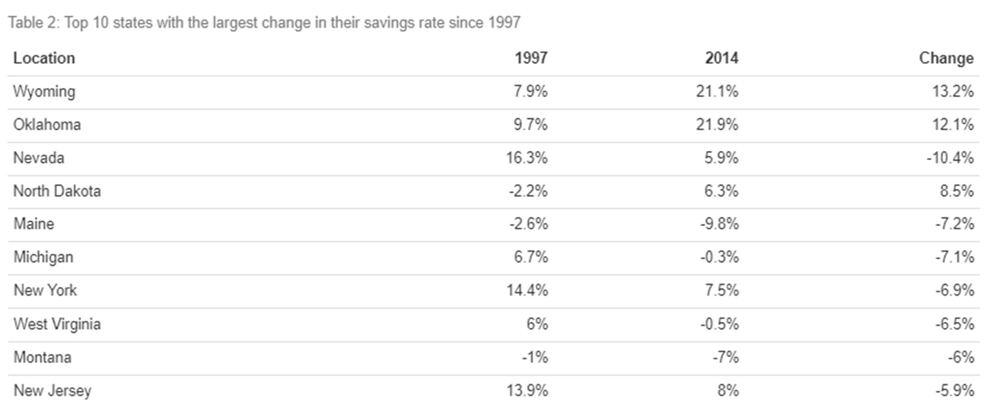 Table 2: Top 10 states with the largest change in their savings rate since 1997
Location 1997 2014 Change
Wyoming 7.9% 21.1% 13.2%
Oklahoma 9.7% 21.9% 12.1%
Nevada 16.3% 5.9% -10.4%
North Dakota -2.2% 6.3% 8.5%
Maine -2.6% -9.8% -7.2%
Michigan 6.7% -0.3% -7.1%
New York 14.4% 7.5% -6.9%
West Virginia 6% -0.5% -6.5%
Montana -1% -7% -6%
New Jersey 13.9% 8% -5.9%